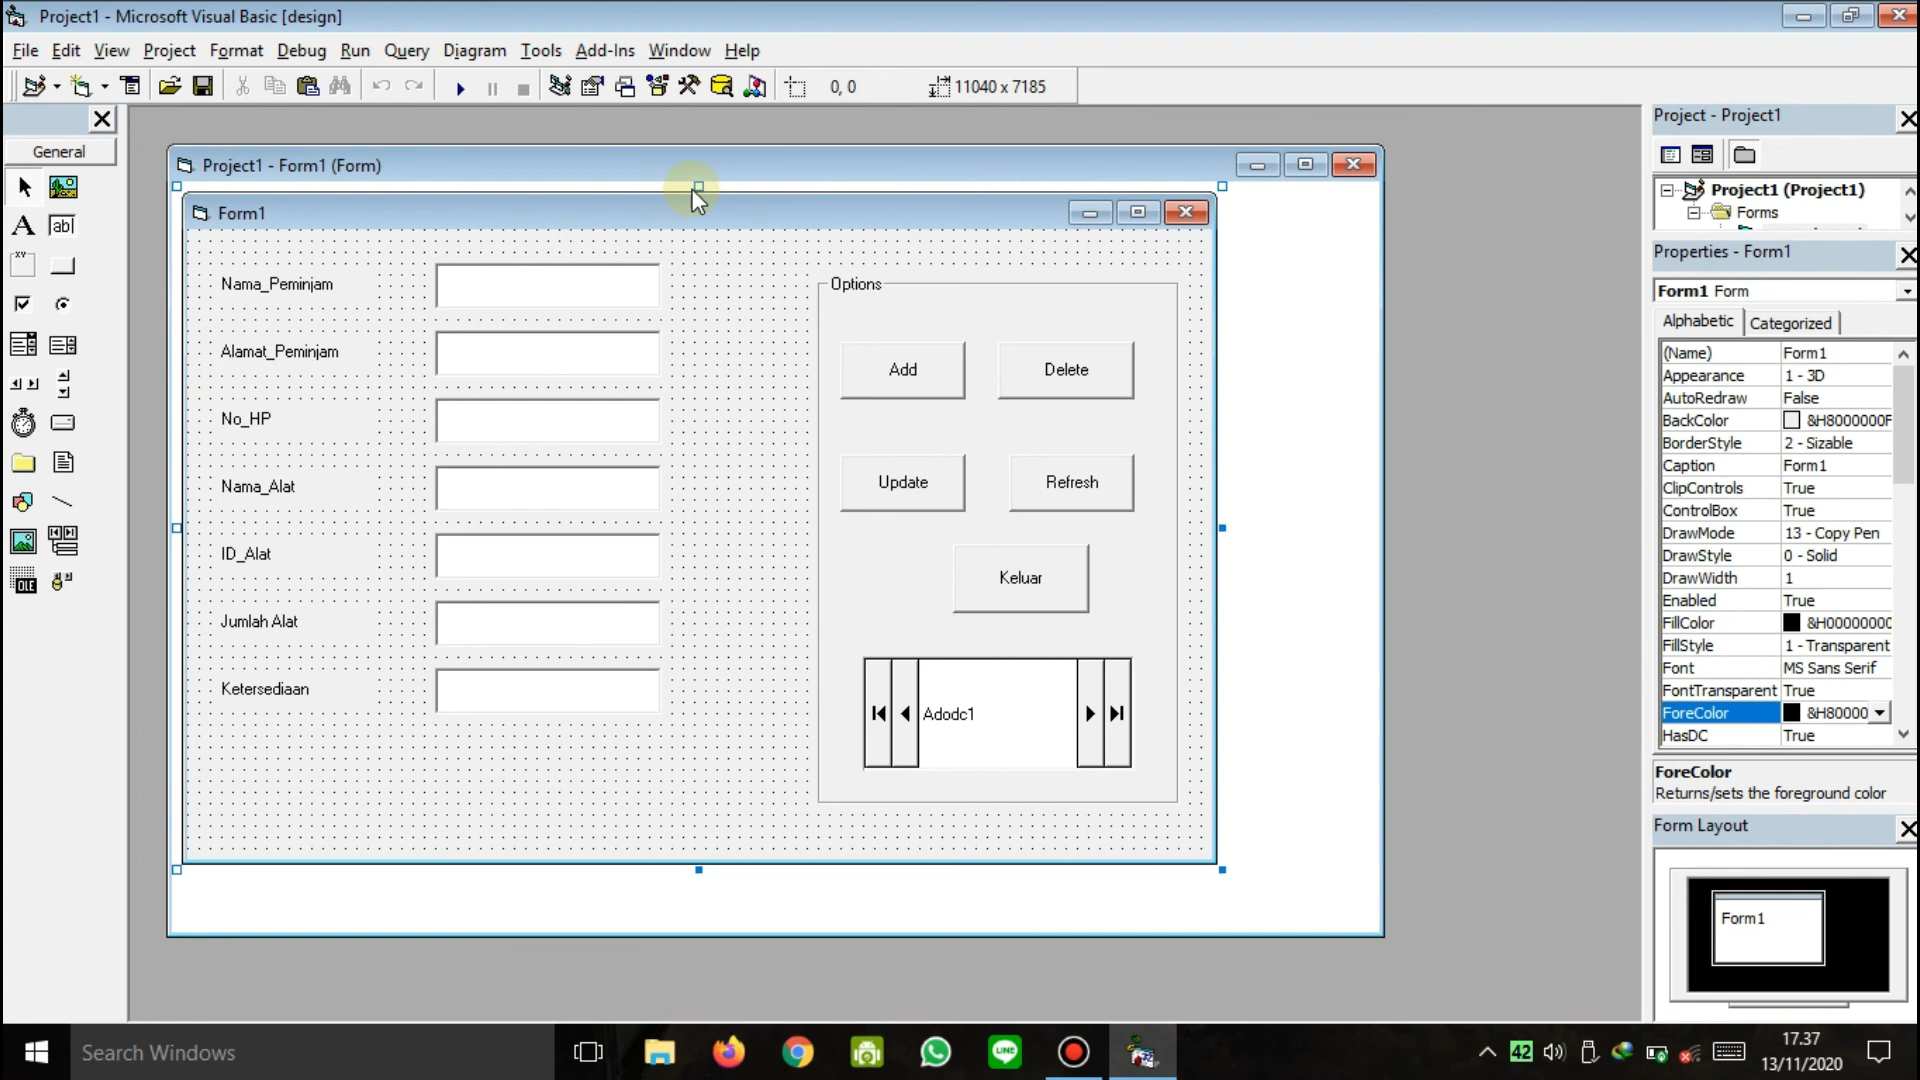 Project1 - Microsoft Visual Basic [design]
File Edit View Project Format Debug Run Query Diagram Tools Add-Ins Window Help
0, 0 11040 x 7185
General
A ab|
XY
OLE
Project1 - Form1 (Form)
Form1
Nama_Peminjam
Alamat_Peminjam
No_HP
Nama_Alat
ID_Alat
Jumlah Alat
Ketersediaan
Options
Add Delete
Update Refresh
Keluar
Adodc1
Project - Project1
Project1 (Project1)
Forms
Properties - Form1
Form1 Form
Alphabetic Categorized
(Name) Form1
Appearance 1 - 3D
AutoRedraw False
BackColor &H8000000F
BorderStyle 2 - Sizable
Caption Form1
ClipControls True
ControlBox True
DrawMode 13 - Copy Pen
DrawStyle 0 - Solid
DrawWidth 1
Enabled True
FillColor &H00000000
FillStyle 1 - Transparent
Font MS Sans Serif
FontTransparent True
ForeColor &H80000
HasDC True
ForeColor
Returns/sets the foreground color
Form Layout
Form1
Search Windows
LINE
42
17.37
13/11/2020